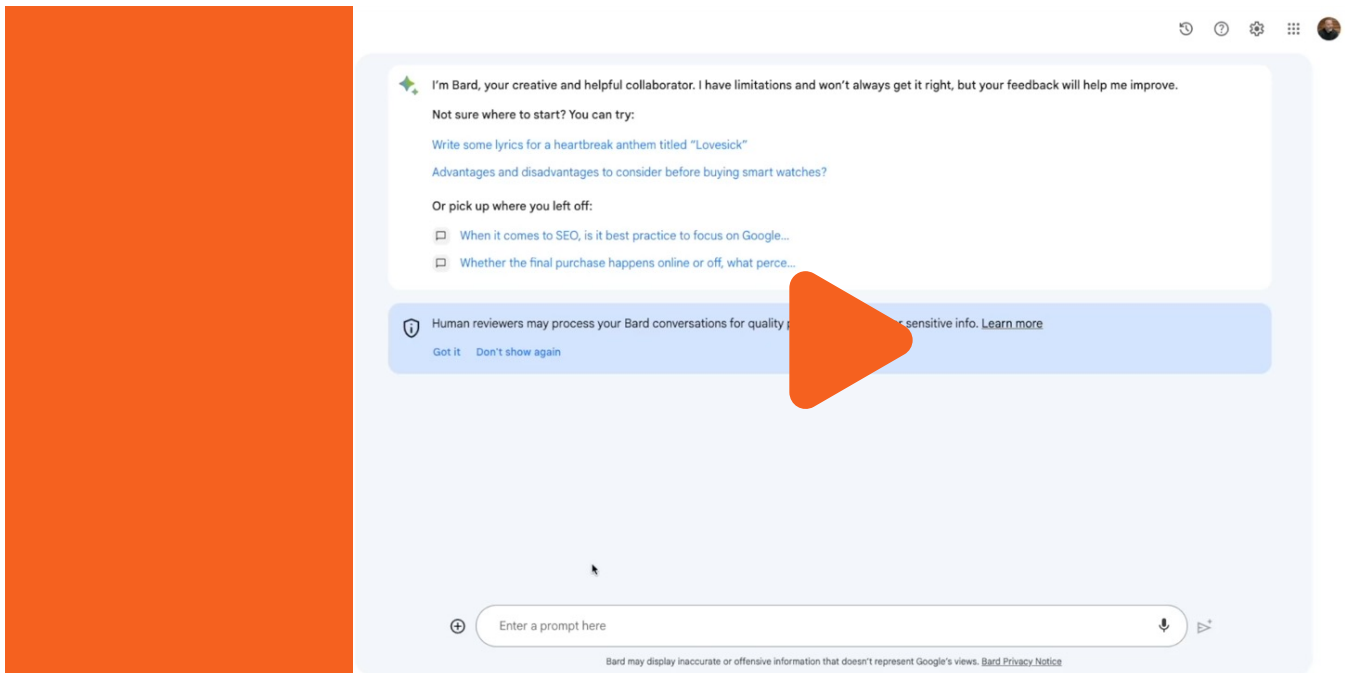 I'm Bard, your creative and helpful collaborator. I have limitations and won't always get it right, but your feedback will help me improve.
Not sure where to start? You can try:
Write some lyrics for a heartbreak anthem titled "Lovesick"
Advantages and disadvantages to consider before buying smart watches?
Or pick up where you left off:
When it comes to SEO, is it best practice to focus on Google...
Whether the final purchase happens online or off, what perce...
Human reviewers may process your Bard conversations for quality sensitive info. Learn more
Got it Don't show again
Enter a prompt here
Bard may display inaccurate or offensive information that doesn't represent Google's views. Bard Privacy Notice